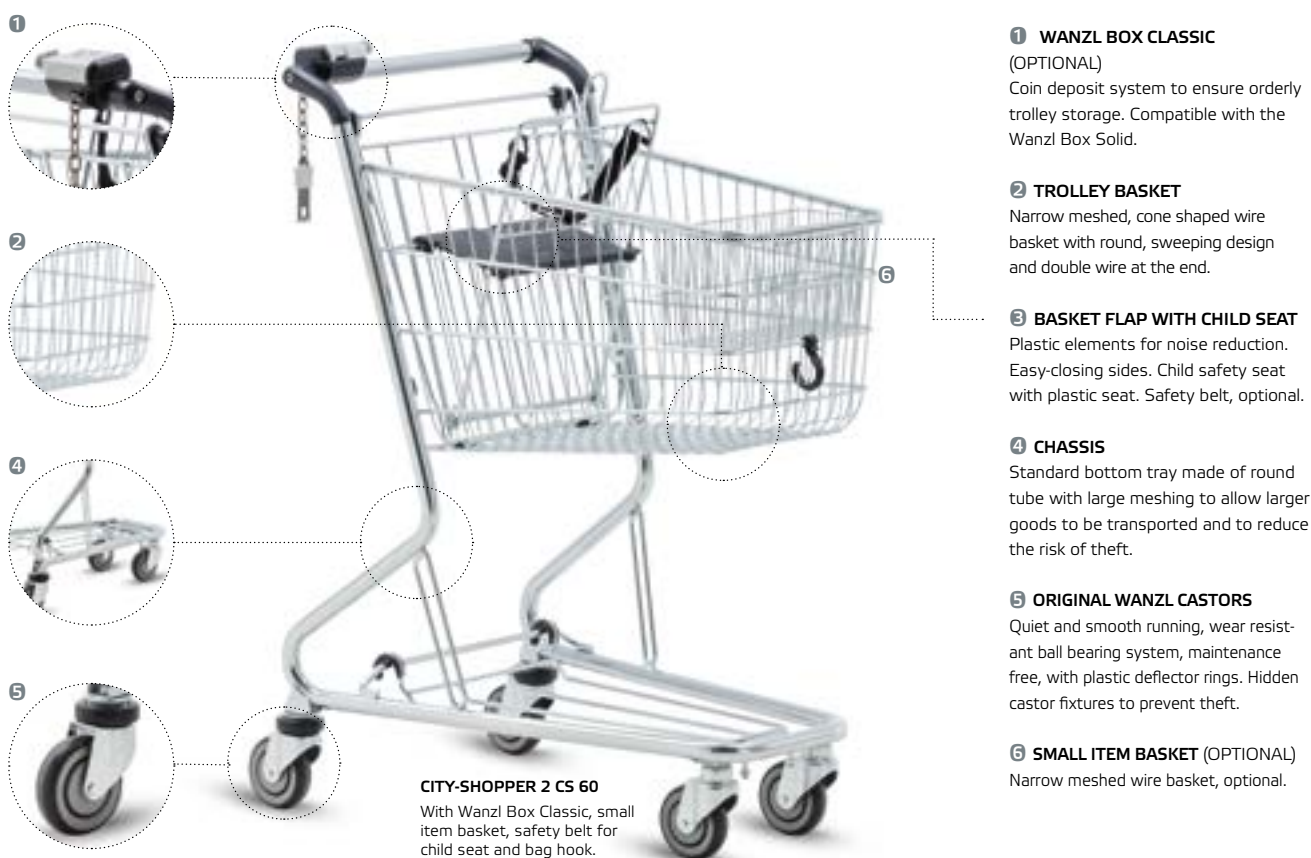 1
2
4
5
6
CITY-SHOPPER 2 CS 60
With Wanzl Box Classic, small
item basket, safety belt for
child seat and bag hook.
1 WANZL BOX CLASSIC
(OPTIONAL)
Coin deposit system to ensure orderly
trolley storage. Compatible with the
Wanzl Box Solid.
2 TROLLEY BASKET
Narrow meshed, cone shaped wire
basket with round, sweeping design
and double wire at the end.
3 BASKET FLAP WITH CHILD SEAT
Plastic elements for noise reduction.
Easy-closing sides. Child safety seat
with plastic seat. Safety belt, optional.
4 CHASSIS
Standard bottom tray made of round
tube with large meshing to allow larger
goods to be transported and to reduce
the risk of theft.
5 ORIGINAL WANZL CASTORS
Quiet and smooth running, wear resist-
ant ball bearing system, maintenance
free, with plastic deflector rings. Hidden
castor fixtures to prevent theft.
6 SMALL ITEM BASKET (OPTIONAL)
Narrow meshed wire basket, optional.